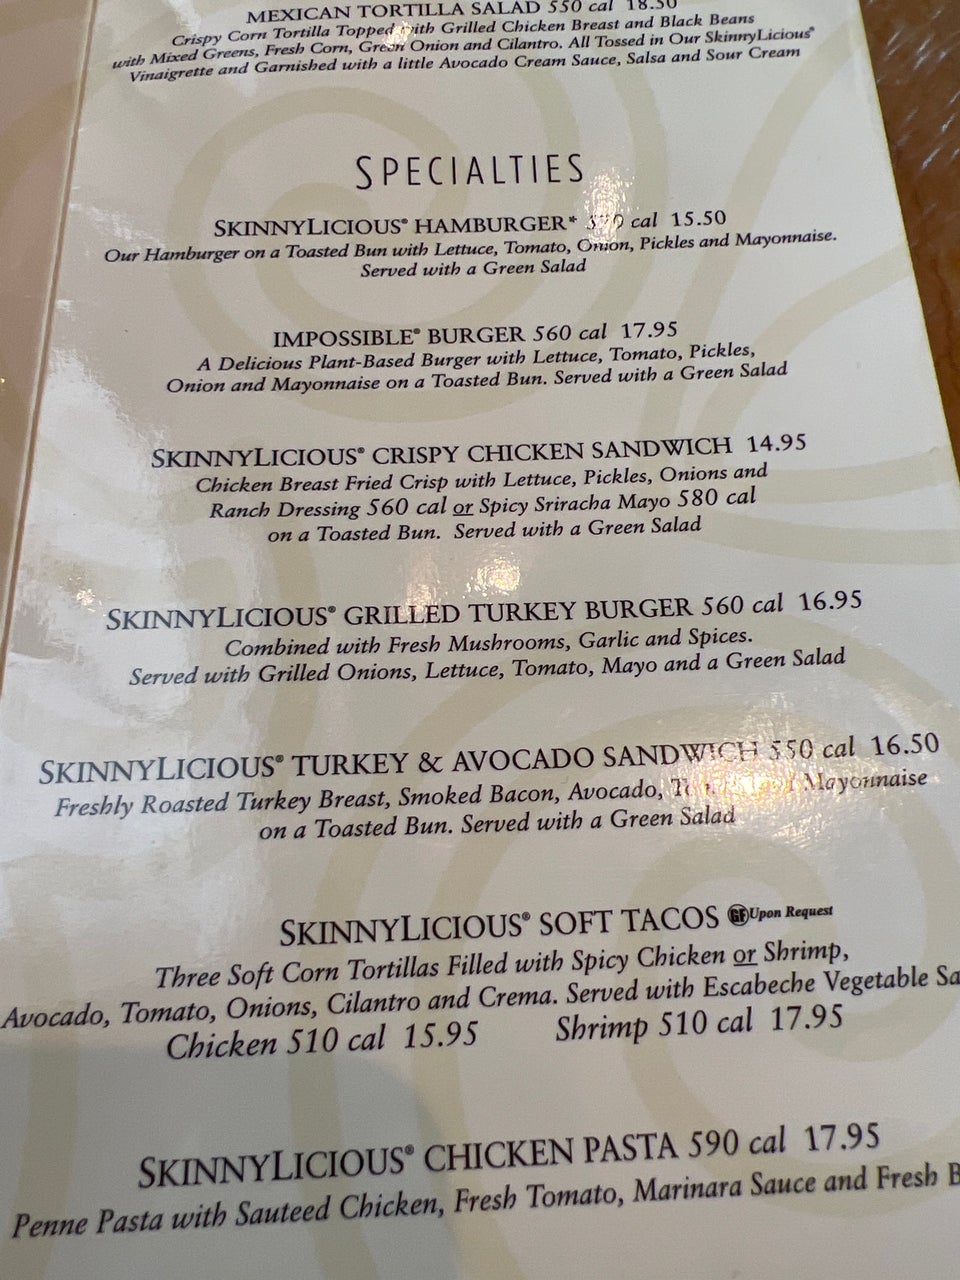 MEXICAN TORTILLA SALAD 550 cal 18.50
Crispy Corn Tortilla Topped with Grilled Chicken Breast and Black Beans
with Mixed Greens, Fresh Corn, Green Onion and Cilantro. All Tossed in Our SkinnyLicious®
Vinaigrette and Garnished with a little Avocado Cream Sauce, Salsa and Sour Cream
SPECIALTIES
SKINNYLICIOUS® HAMBURGER* cal 15.50
Our Hamburger on a Toasted Bun with Lettuce, Tomato, Onion, Pickles and Mayonnaise.
Served with a Green Salad
IMPOSSIBLE® BURGER 560 cal 17.95
A Delicious Plant-Based Burger with Lettuce, Tomato, Pickles,
Onion and Mayonnaise on a Toasted Bun. Served with a Green Salad
SKINNYLICIOUS® CRISPY CHICKEN SANDWICH 14.95
Chicken Breast Fried Crisp with Lettuce, Pickles, Onions and
Ranch Dressing 560 cal or Spicy Sriracha Mayo 580 cal
on a Toasted Bun. Served with a Green Salad
SKINNYLICIOUS® GRILLED TURKEY BURGER 560 cal 16.95
Combined with Fresh Mushrooms, Garlic and Spices.
Served with Grilled Onions, Lettuce, Tomato, Mayo and a Green Salad
SKINNYLICIOUS® TURKEY & AVOCADO SANDWICH 550 cal 16.50
Freshly Roasted Turkey Breast, Smoked Bacon, Avocado, Mayonnaise
on a Toasted Bun. Served with a Green Salad
SKINNYLICIOUS® SOFT TACOS GF Upon Request
Three Soft Corn Tortillas Filled with Spicy Chicken or Shrimp,
Avocado, Tomato, Onions, Cilantro and Crema. Served with Escabeche Vegetable Sa
Chicken 510 cal 15.95 Shrimp 510 cal 17.95
SKINNYLICIOUS® CHICKEN PASTA 590 cal 17.95
Penne Pasta with Sauteed Chicken, Fresh Tomato, Marinara Sauce and Fresh B